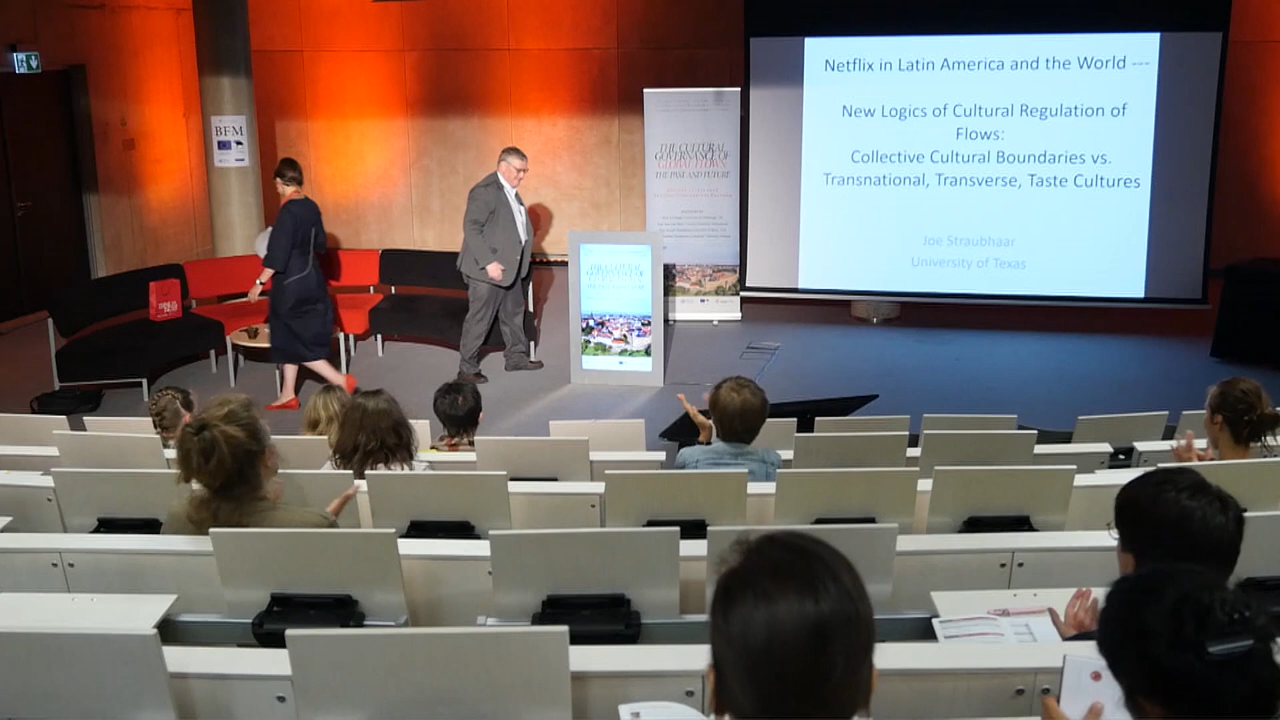 BFM
THE CULTURAL
GOVERNANCE OF
GLOBAL FLOWS:
THE PAST AND FUTURE
Netflix in Latin America and the World ---
New Logics of Cultural Regulation of
Flows:
Collective Cultural Boundaries vs.
Transnational, Transverse, Taste Cultures
Joe Straubhaar
University of Texas